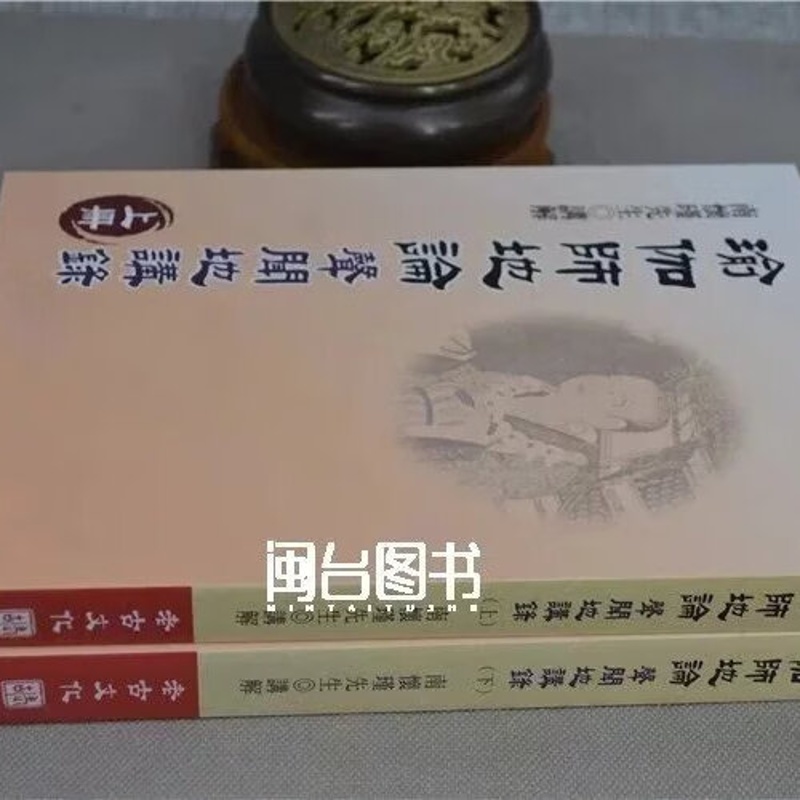 南懷瑾先生◎講解
瑜伽師地論 聲聞地講錄
上冊
闽台图书
MINTAITUSHU
師地論 聲聞地講錄 (上) 南懷瑾先生◎講解 老古文化
師地論 聲聞地講錄 (下) 南懷瑾先生◎講解 老古文化